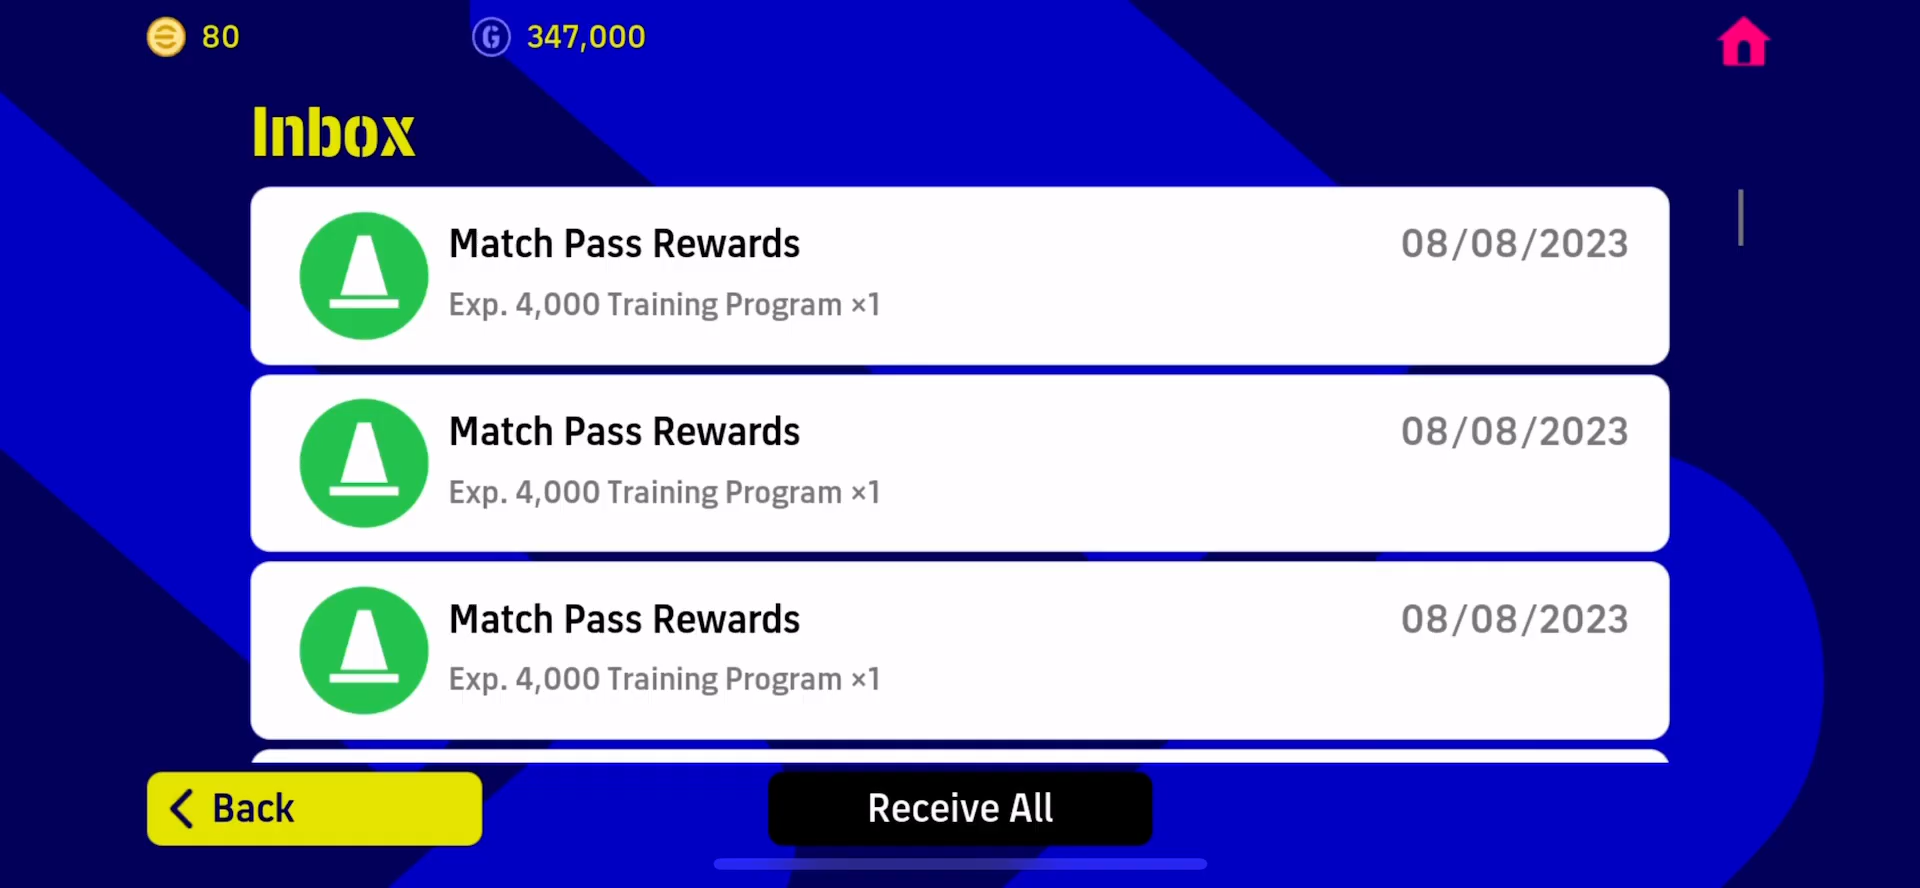 80
G 347,000
Inbox
Match Pass Rewards 08/08/2023
Exp. 4,000 Training Program ×1
Match Pass Rewards 08/08/2023
Exp. 4,000 Training Program ×1
Match Pass Rewards 08/08/2023
Exp. 4,000 Training Program ×1
Back
Receive All